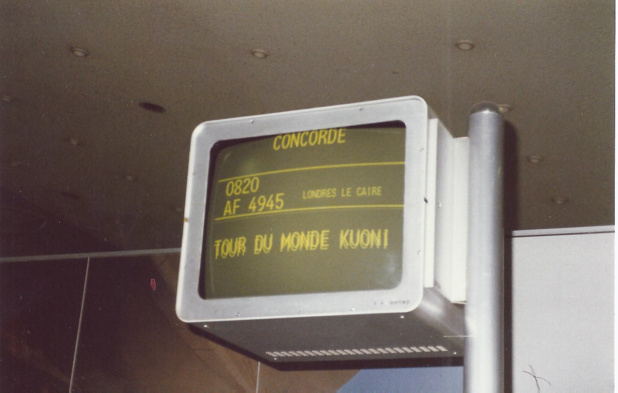 CONCORDE
0820
AF 4945 LONDRES LE CAIRE
TOUR DU MONDE KUONI